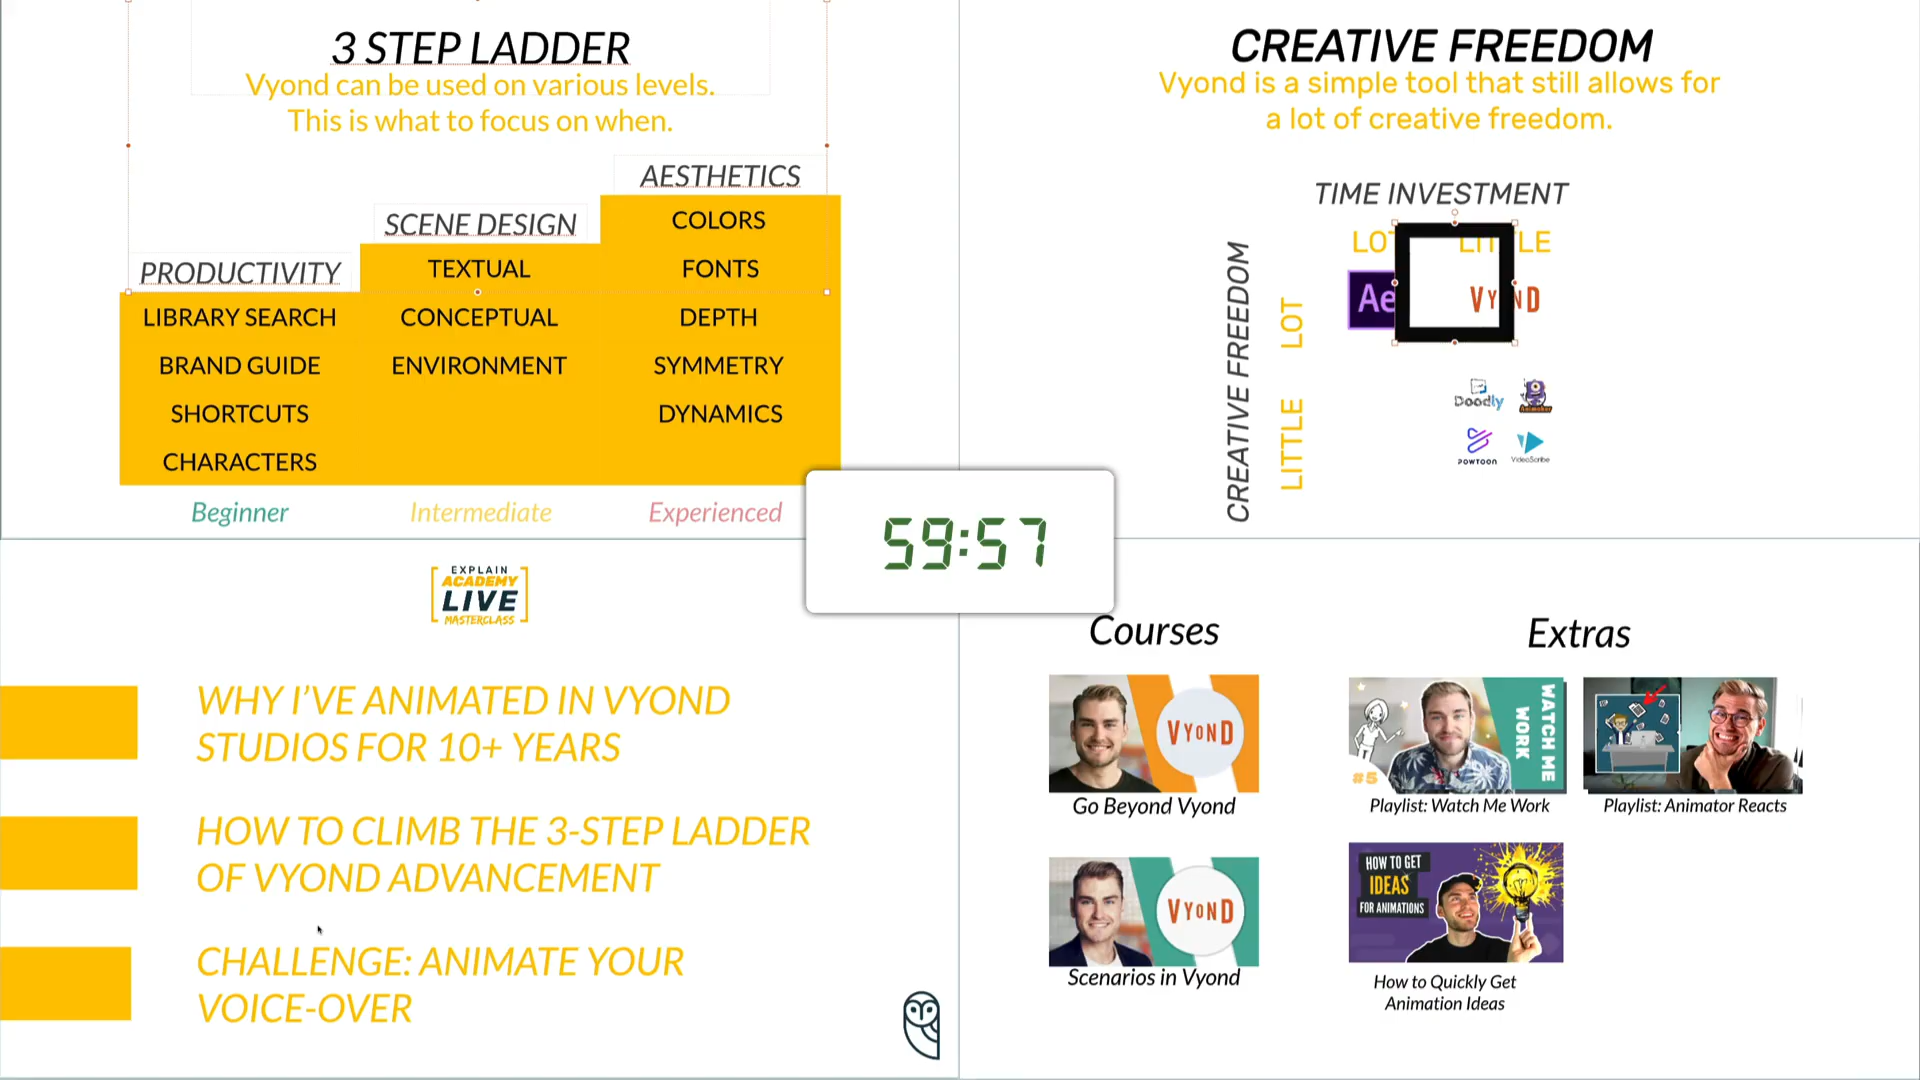 3 STEP LADDER
Vyond can be used on various levels.
This is what to focus on when.
PRODUCTIVITY
LIBRARY SEARCH
BRAND GUIDE
SHORTCUTS
CHARACTERS
Beginner
SCENE DESIGN
TEXTUAL
CONCEPTUAL
ENVIRONMENT
Intermediate
AESTHETICS
COLORS
FONTS
DEPTH
SYMMETRY
DYNAMICS
Experienced
CREATIVE FREEDOM
Vyond is a simple tool that still allows for
a lot of creative freedom.
TIME INVESTMENT
LOT LITTLE
CREATIVE FREEDOM
LOT
LITTLE
Ae
VYOND
Doodly
Animaker
POWTOON
VideoScribe
59:57
EXPLAIN
ACADEMY
LIVE
MASTERCLASS
WHY I'VE ANIMATED IN VYOND
STUDIOS FOR 10+ YEARS
HOW TO CLIMB THE 3-STEP LADDER
OF VYOND ADVANCEMENT
CHALLENGE: ANIMATE YOUR
VOICE-OVER
Courses
VYOND
Go Beyond Vyond
VYOND
Scenarios in Vyond
Extras
WATCH ME
WORK
#5
Playlist: Watch Me Work
Playlist: Animator Reacts
HOW TO GET
IDEAS
FOR ANIMATIONS
How to Quickly Get
Animation Ideas